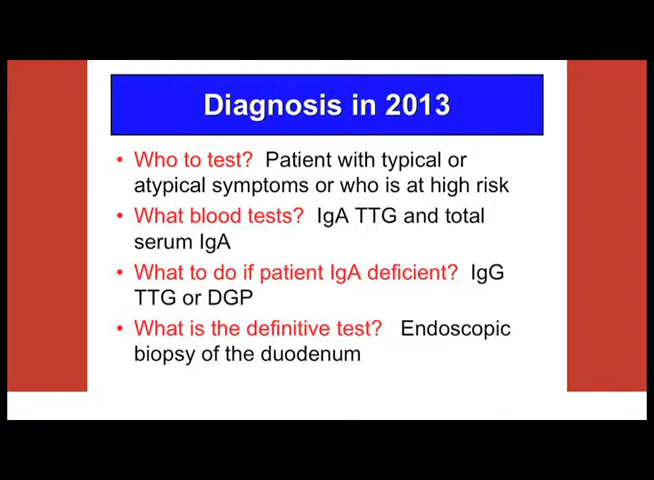 Diagnosis in 2013
• Who to test? Patient with typical or
atypical symptoms or who is at high risk
• What blood tests? IgA TTG and total
serum IgA
• What to do if patient IgA deficient? IgG
TTG or DGP
• What is the definitive test? Endoscopic
biopsy of the duodenum